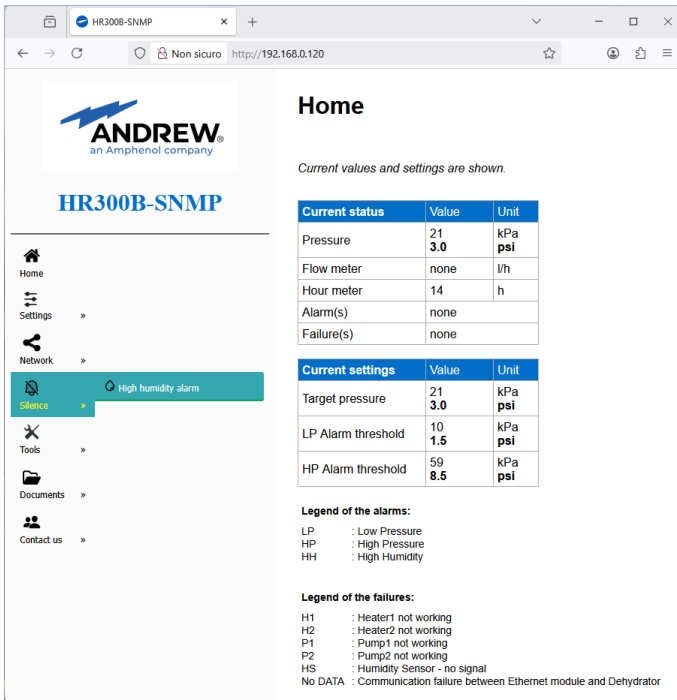 HR300B-SNMP
Non sicuro http://192.168.0.120
ANDREW®
an Amphenol company
HR300B-SNMP
Home
Settings »
Network »
Silence »
High humidity alarm
Tools »
Documents »
Contact us »
Home
Current values and settings are shown.
Current status Value Unit
Pressure 21 kPa
3.0 psi
Flow meter none l/h
Hour meter 14 h
Alarm(s) none
Failure(s) none
Current settings Value Unit
Target pressure 21 kPa
3.0 psi
LP Alarm threshold 10 kPa
1.5 psi
HP Alarm threshold 59 kPa
8.5 psi
Legend of the alarms:
LP : Low Pressure
HP : High Pressure
HH : High Humidity
Legend of the failures:
H1 : Heater1 not working
H2 : Heater2 not working
P1 : Pump1 not working
P2 : Pump2 not working
HS : Humidity Sensor - no signal
No DATA : Communication failure between Ethernet module and Dehydrator